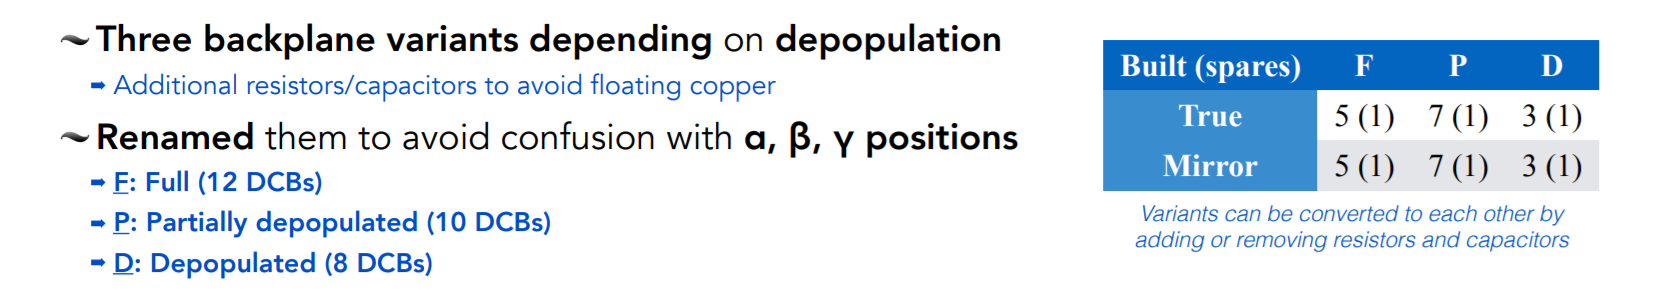 ~ Three backplane variants depending on depopulation
➡ Additional resistors/capacitors to avoid floating copper
~ Renamed them to avoid confusion with α, β, γ positions
➡ F: Full (12 DCBs)
➡ P: Partially depopulated (10 DCBs)
➡ D: Depopulated (8 DCBs)
Built (spares) F P D
True 5 (1) 7 (1) 3 (1)
Mirror 5 (1) 7 (1) 3 (1)
Variants can be converted to each other by
adding or removing resistors and capacitors